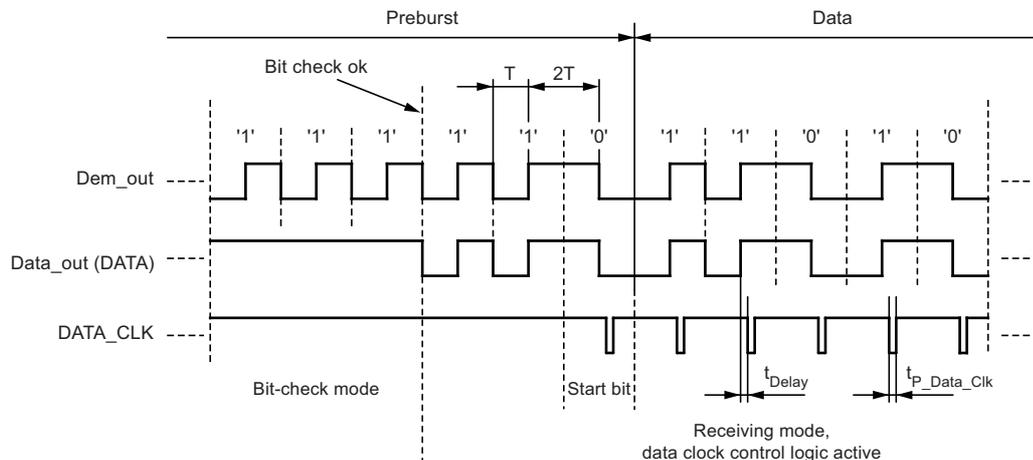 Preburst Data
Bit check ok
T 2T
'1' '1' '1' '1' '1' '0' '1' '1' '0' '1' '0'
Dem_out
Data_out (DATA)
DATA_CLK
Bit-check mode
Start bit
tDelay
tP_Data_Clk
Receiving mode,
data clock control logic active